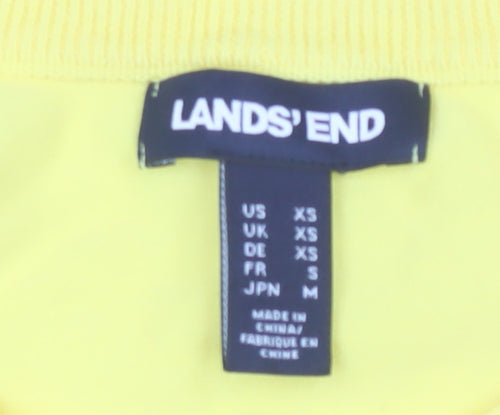 LANDS' END
US XS
UK XS
DE XS
FR S
JPN M
MADE IN
CHINA/
FABRIQUE EN
CHINE